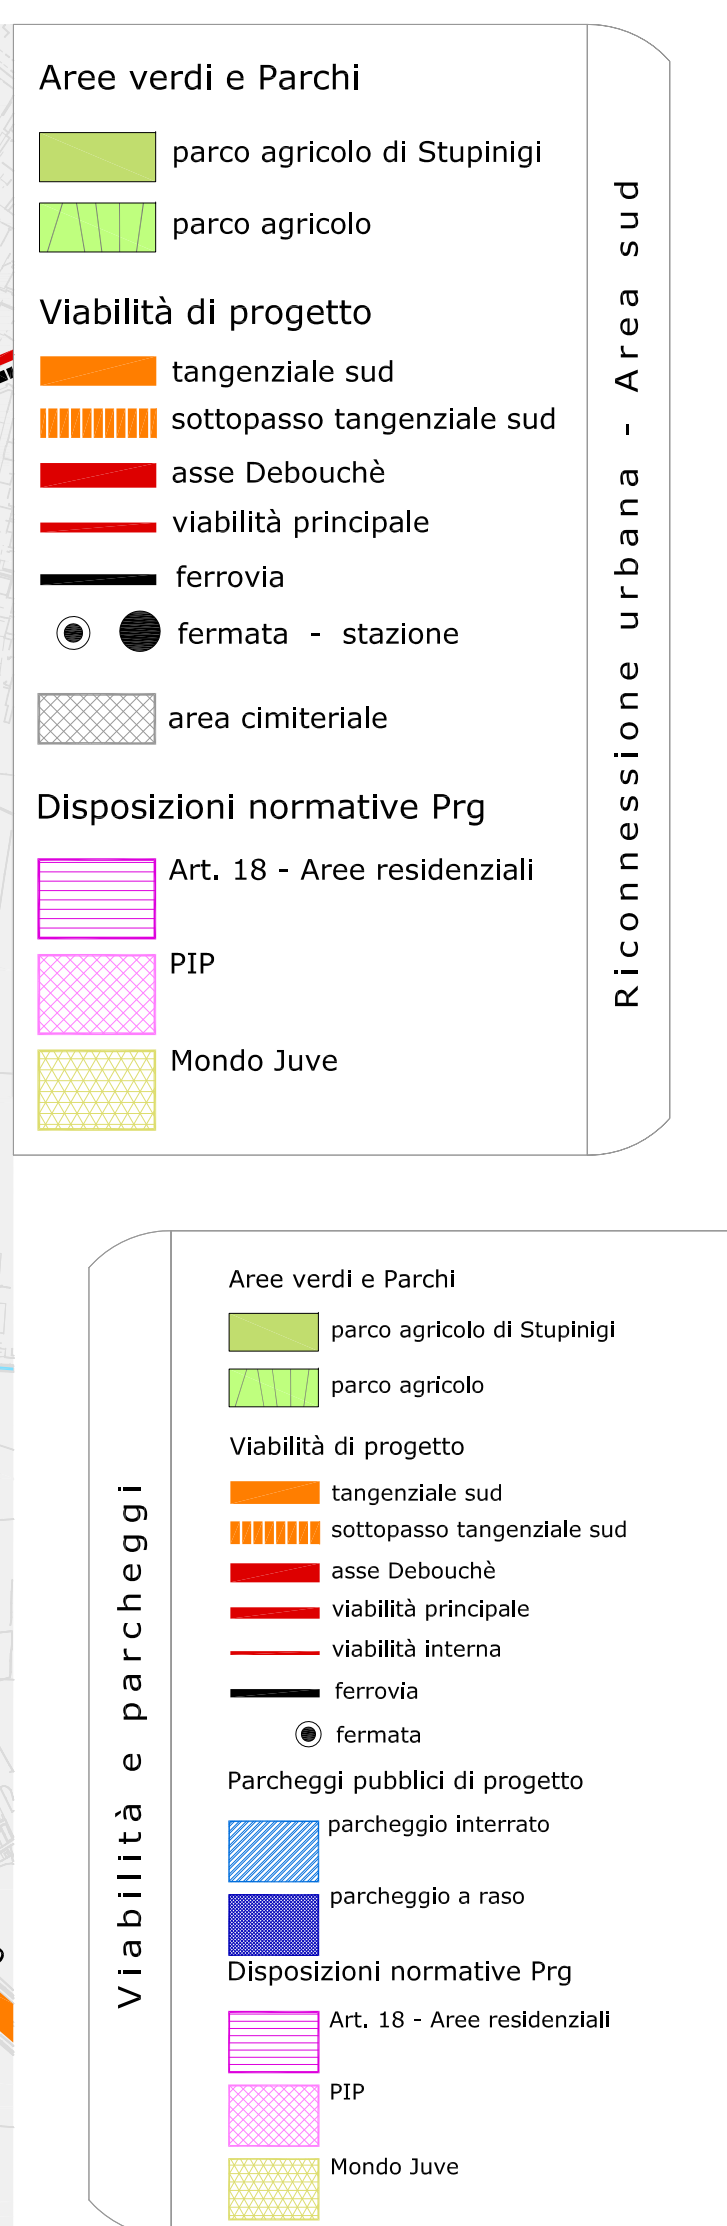 Aree verdi e Parchi
parco agricolo di Stupinigi
parco agricolo
Viabilità di progetto
tangenziale sud
sottopasso tangenziale sud
asse Debouchè
viabilità principale
ferrovia
fermata - stazione
area cimiteriale
Disposizioni normative Prg
Art. 18 - Aree residenziali
PIP
Mondo Juve
Riconnessione urbana - Area sud
Viabilità e parcheggi
Aree verdi e Parchi
parco agricolo di Stupinigi
parco agricolo
Viabilità di progetto
tangenziale sud
sottopasso tangenziale sud
asse Debouchè
viabilità principale
viabilità interna
ferrovia
fermata
Parcheggi pubblici di progetto
parcheggio interrato
parcheggio a raso
Disposizioni normative Prg
Art. 18 - Aree residenziali
PIP
Mondo Juve